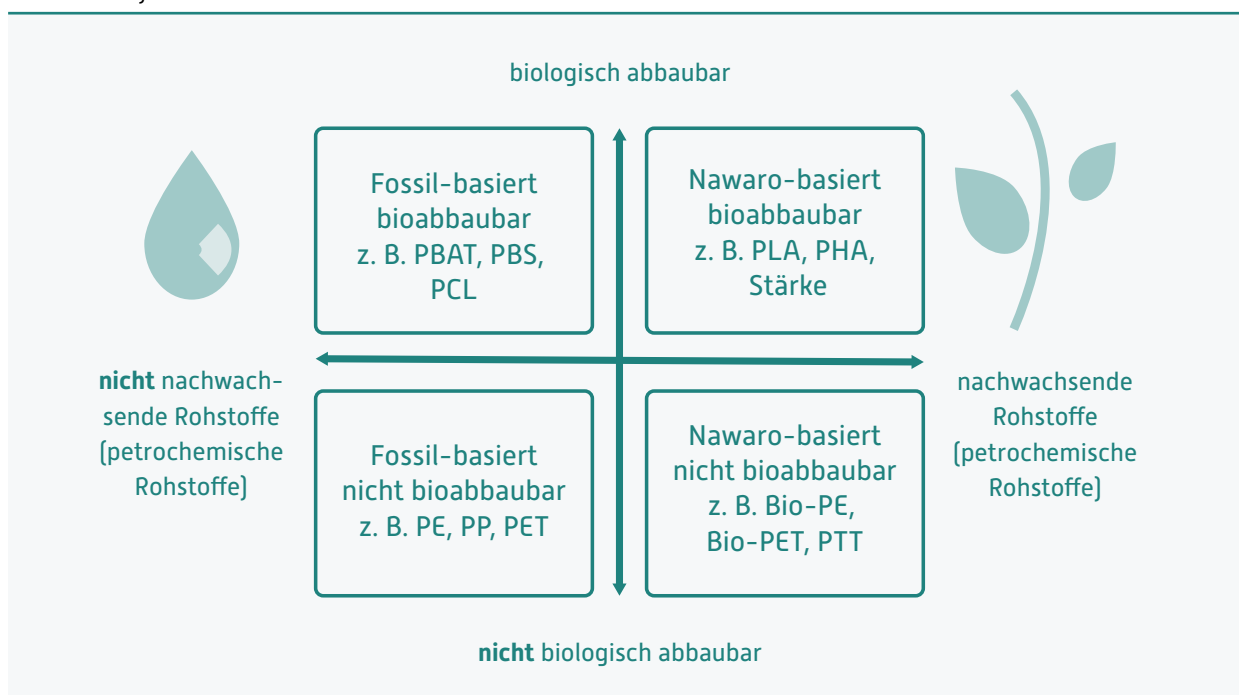 biologisch abbaubar
Fossil-basiert
bioabbaubar
z. B. PBAT, PBS,
PCL
Nawaro-basiert
bioabbaubar
z. B. PLA, PHA,
Stärke
nicht nachwach-
sende Rohstoffe
(petrochemische
Rohstoffe)
nachwachsende
Rohstoffe
(petrochemische
Rohstoffe)
Fossil-basiert
nicht bioabbaubar
z. B. PE, PP, PET
Nawaro-basiert
nicht bioabbaubar
z. B. Bio-PE,
Bio-PET, PTT
nicht biologisch abbaubar